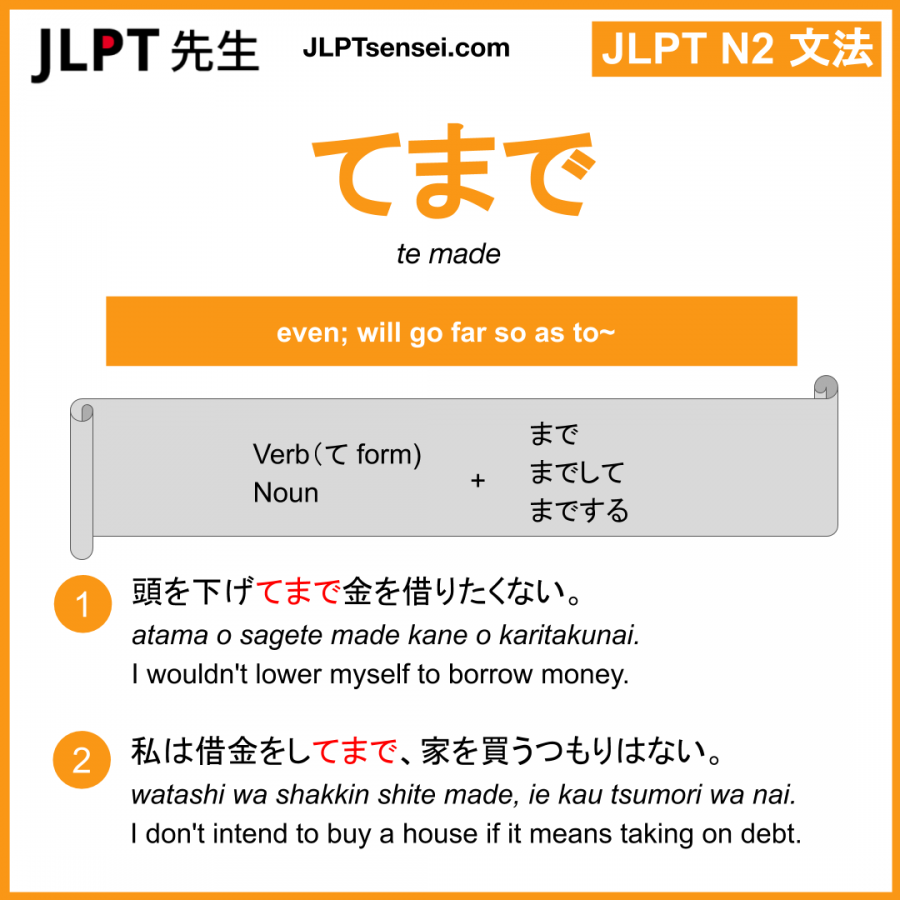 JLPT 先生
JLPTsensei.com
JLPT N2 文法
てまで
te made
even; will go far so as to~
Verb（て form)
Noun
+
まで
までして
までする
1
頭を下げてまで金を借りたくない。
atama o sagete made kane o karitakunai.
I wouldn't lower myself to borrow money.
2
私は借金をしてまで、家を買うつもりはない。
watashi wa shakkin shite made, ie kau tsumori wa nai.
I don't intend to buy a house if it means taking on debt.